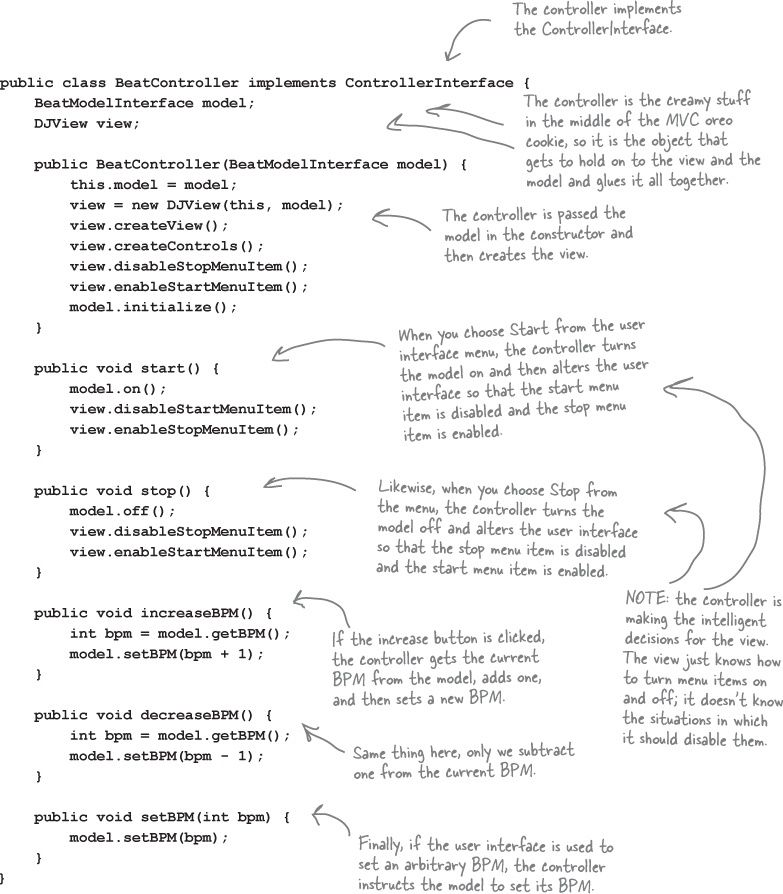 The controller implements
the ControllerInterface.
public class BeatController implements ControllerInterface {
BeatModelInterface model;
DJView view;
The controller is the creamy stuff
in the middle of the MVC oreo
cookie, so it is the object that
gets to hold on to the view and the
model and glues it all together.
public BeatController(BeatModelInterface model) {
this.model = model;
view = new DJView(this, model);
view.createView();
view.createControls();
view.disableStopMenuItem();
view.enableStartMenuItem();
model.initialize();
}
The controller is passed the
model in the constructor and
then creates the view.
public void start() {
model.on();
view.disableStartMenuItem();
view.enableStopMenuItem();
}
When you choose Start from the user
interface menu, the controller turns
the model on and then alters the user
interface so that the start menu
item is disabled and the stop menu
item is enabled.
public void stop() {
model.off();
view.disableStopMenuItem();
view.enableStartMenuItem();
}
Likewise, when you choose Stop from
the menu, the controller turns the
model off and alters the user interface
so that the stop menu item is disabled
and the start menu item is enabled.
NOTE: the controller is
making the intelligent
decisions for the view.
The view just knows how
to turn menu items on
and off; it doesn't know
the situations in which
it should disable them.
public void increaseBPM() {
int bpm = model.getBPM();
model.setBPM(bpm + 1);
}
If the increase button is clicked,
the controller gets the current
BPM from the model, adds one,
and then sets a new BPM.
public void decreaseBPM() {
int bpm = model.getBPM();
model.setBPM(bpm - 1);
}
Same thing here, only we subtract
one from the current BPM.
public void setBPM(int bpm) {
model.setBPM(bpm);
}
}
Finally, if the user interface is used to
set an arbitrary BPM, the controller
instructs the model to set its BPM.